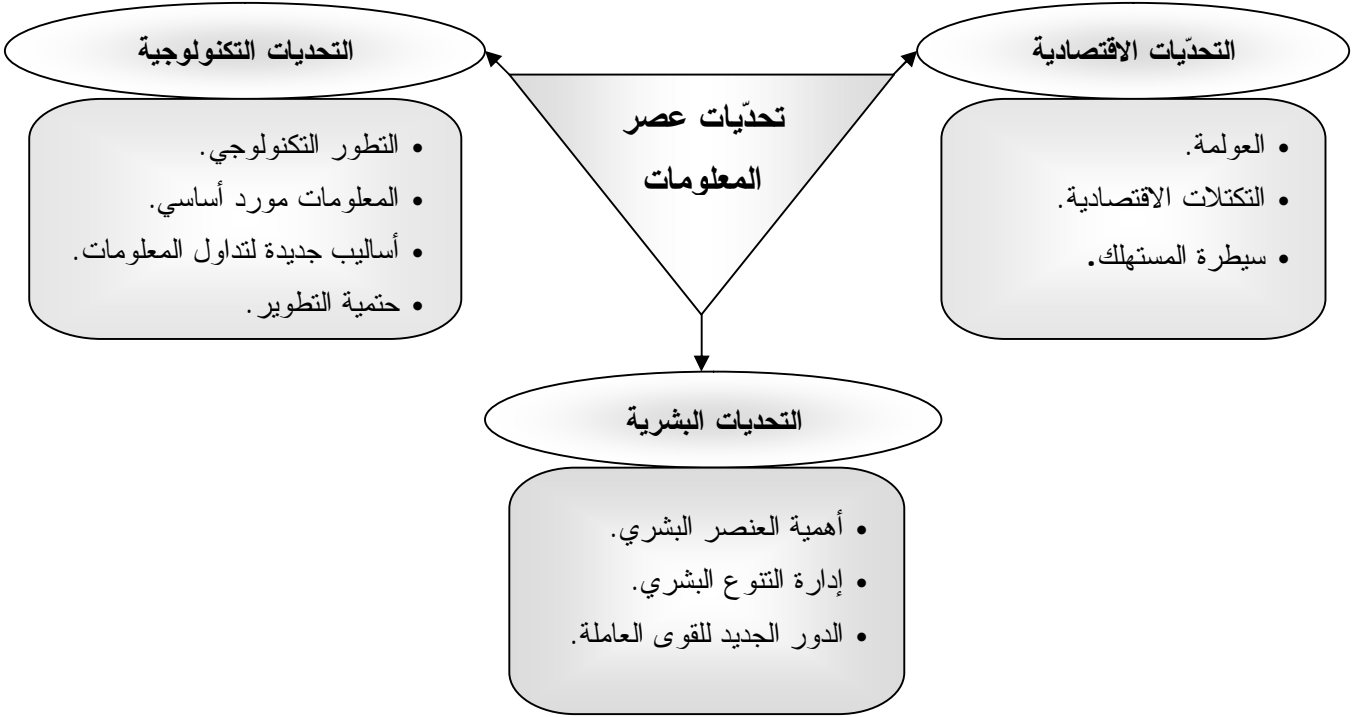 التحدّيات الاقتصادية
• العولمة.
• التكتلات الاقتصادية.
• سيطرة المستهلك.
تحدّيات عصر
المعلومات
التحديات التكنولوجية
• التطور التكنولوجي.
• المعلومات مورد أساسي.
• أساليب جديدة لتداول المعلومات.
• حتمية التطوير.
التحديات البشرية
• أهمية العنصر البشري.
• إدارة التنوع البشري.
• الدور الجديد للقوى العاملة.